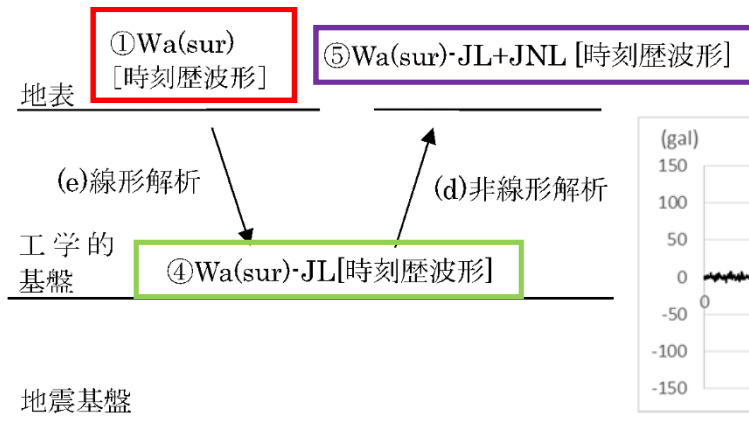 ①Wa(sur)
[時刻歴波形]
⑤Wa(sur)-JL+JNL [時刻歴波形]
地表
(e)線形解析
(d)非線形解析
工学的
基盤
④Wa(sur)-JL[時刻歴波形]
地震基盤
(gal)
150
100
50
0
0
-50
-100
-150